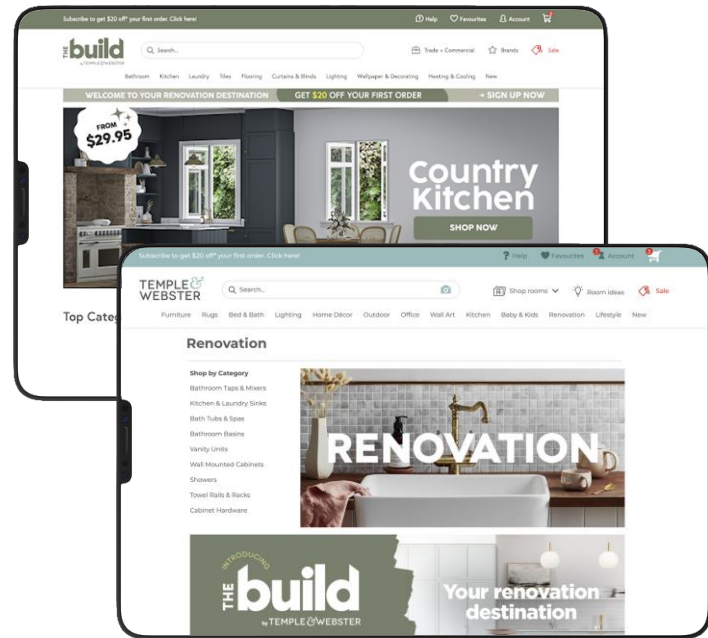 Subscribe to get $20 off* your first order. Click here!
Help Favourites Account
THE build
by TEMPLE & WEBSTER
Search...
Trade + Commercial Brands Sale
Bathroom Kitchen Laundry Tiles Flooring Curtains & Blinds Lighting Wallpaper & Decorating Heating & Cooling New
WELCOME TO YOUR RENOVATION DESTINATION GET $20 OFF YOUR FIRST ORDER → SIGN UP NOW
FROM
$29.95
Country
Kitchen
SHOP NOW
Top Categ
Subscribe to get $20 off* your first order. Click here!
Help Favourites Account
TEMPLE &
WEBSTER
Search...
Shop rooms Room ideas Sale
Furniture Rugs Bed & Bath Lighting Home Décor Outdoor Office Wall Art Kitchen Baby & Kids Renovation Lifestyle New
Renovation
Shop by Category
Bathroom Taps & Mixers
Kitchen & Laundry Sinks
Bath Tubs & Spas
Bathroom Basins
Vanity Units
Wall Mounted Cabinets
Showers
Towel Rails & Racks
Cabinet Hardware
RENOVATION
INTRODUCING
THE build
by TEMPLE & WEBSTER
Your renovation
destination